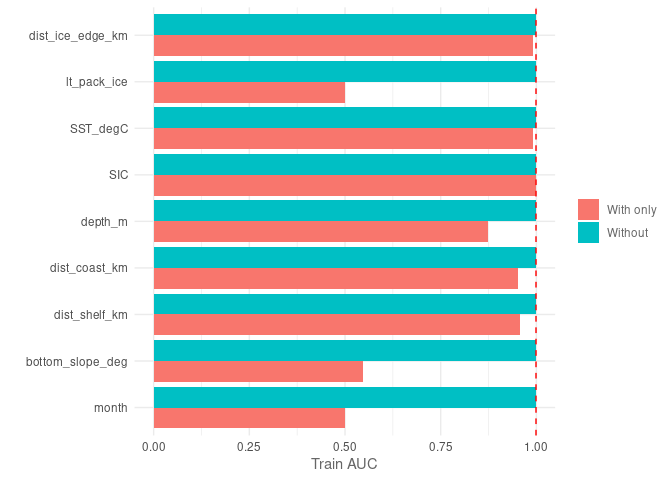 dist_ice_edge_km
lt_pack_ice
SST_degC
SIC
depth_m
dist_coast_km
dist_shelf_km
bottom_slope_deg
month
0.00 0.25 0.50 0.75 1.00
Train AUC
With only
Without